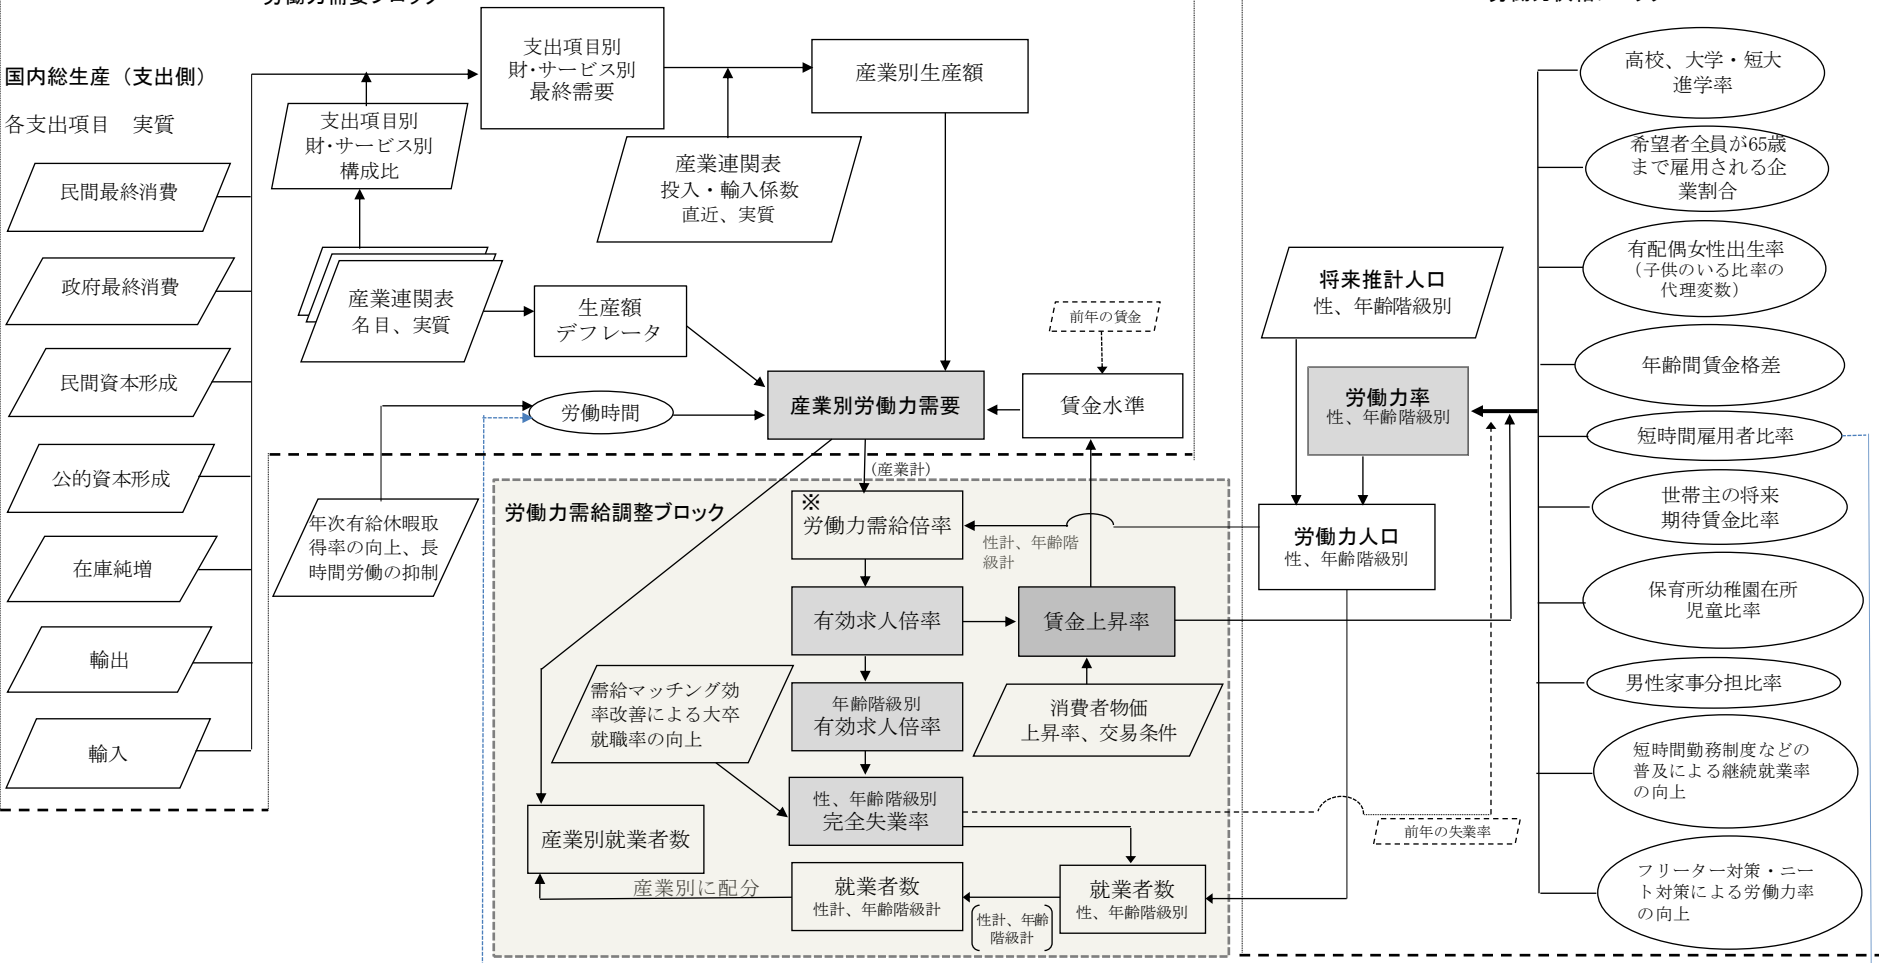 労働力需要ブロック
国内総生産（支出側）
各支出項目　実質
民間最終消費
政府最終消費
民間資本形成
公的資本形成
在庫純増
輸出
輸入
支出項目別
財・サービス別
構成比
支出項目別
財・サービス別
最終需要
産業別生産額
産業連関表
投入・輸入係数
直近、実質
産業連関表
名目、実質
生産額
デフレータ
労働時間
産業別労働力需要
前年の賃金
賃金水準
年次有給休暇取
得率の向上、長
時間労働の抑制
（産業計）
労働力需給調整ブロック
※
労働力需給倍率
性計、年齢階
級計
有効求人倍率
賃金上昇率
需給マッチング効
率改善による大卒
就職率の向上
年齢階級別
有効求人倍率
消費者物価
上昇率、交易条件
性、年齢階級別
完全失業率
産業別就業者数
産業別に配分
就業者数
性計、年齢階級計
性計、年齢
階級計
就業者数
性、年齢階級別
将来推計人口
性、年齢階級別
労働力率
性、年齢階級別
労働力人口
性、年齢階級別
前年の失業率
高校、大学・短大
進学率
希望者全員が65歳
まで雇用される企
業割合
有配偶女性出生率
（子供のいる比率の
代理変数）
年齢間賃金格差
短時間雇用者比率
世帯主の将来
期待賃金比率
保育所幼稚園在所
児童比率
男性家事分担比率
短時間勤務制度などの
普及による継続就業率
の向上
フリーター対策・ニー
ト対策による労働力率
の向上